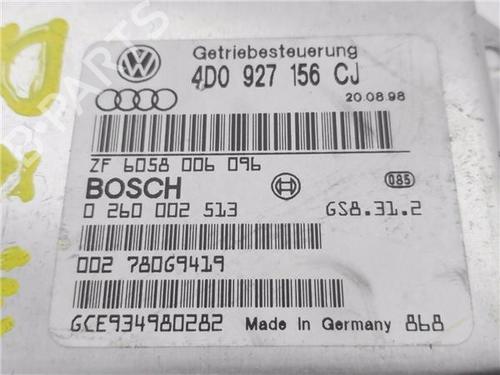 Getriebesteuerung
4D0 927 156 CJ
20.08.98
ZF 6058 006 096
BOSCH
085
0 260 002 513 GS8.31.2
002 78069419
GCE934980282 Made in Germany 868